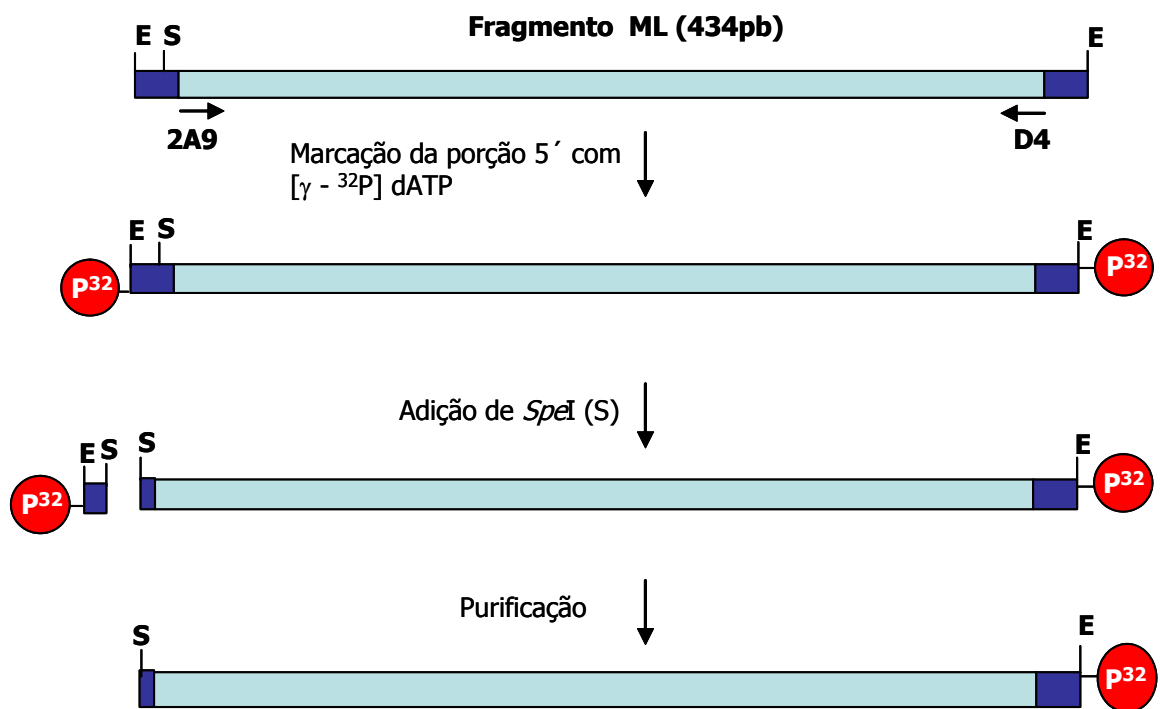 Fragmento ML (434pb)
E S E
2A9 D4
Marcação da porção 5´ com
[γ - ³²P] dATP
E S E
P³² P³²
Adição de SpeI (S)
E S S E
P³² P³²
Purificação
S E
P³²